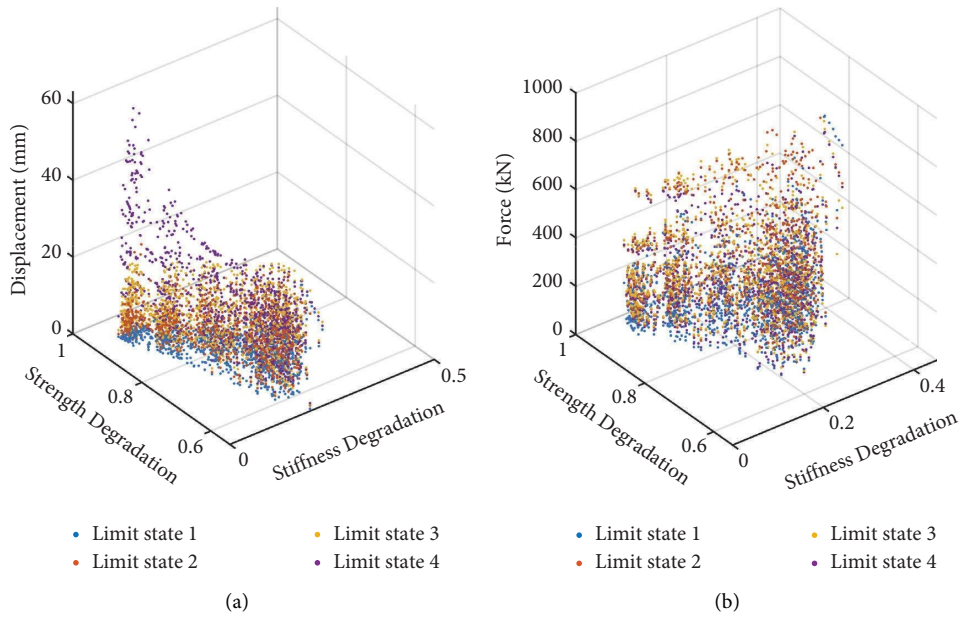 60
40
20
0
Displacement (mm)
1
0.8
0.6
Strength Degradation
0
0.5
Stiffness Degradation
Limit state 1
Limit state 2
Limit state 3
Limit state 4
(a)
1000
800
600
400
200
0
Force (kN)
1
0.8
0.6
Strength Degradation
0
0.2
0.4
Stiffness Degradation
Limit state 1
Limit state 2
Limit state 3
Limit state 4
(b)